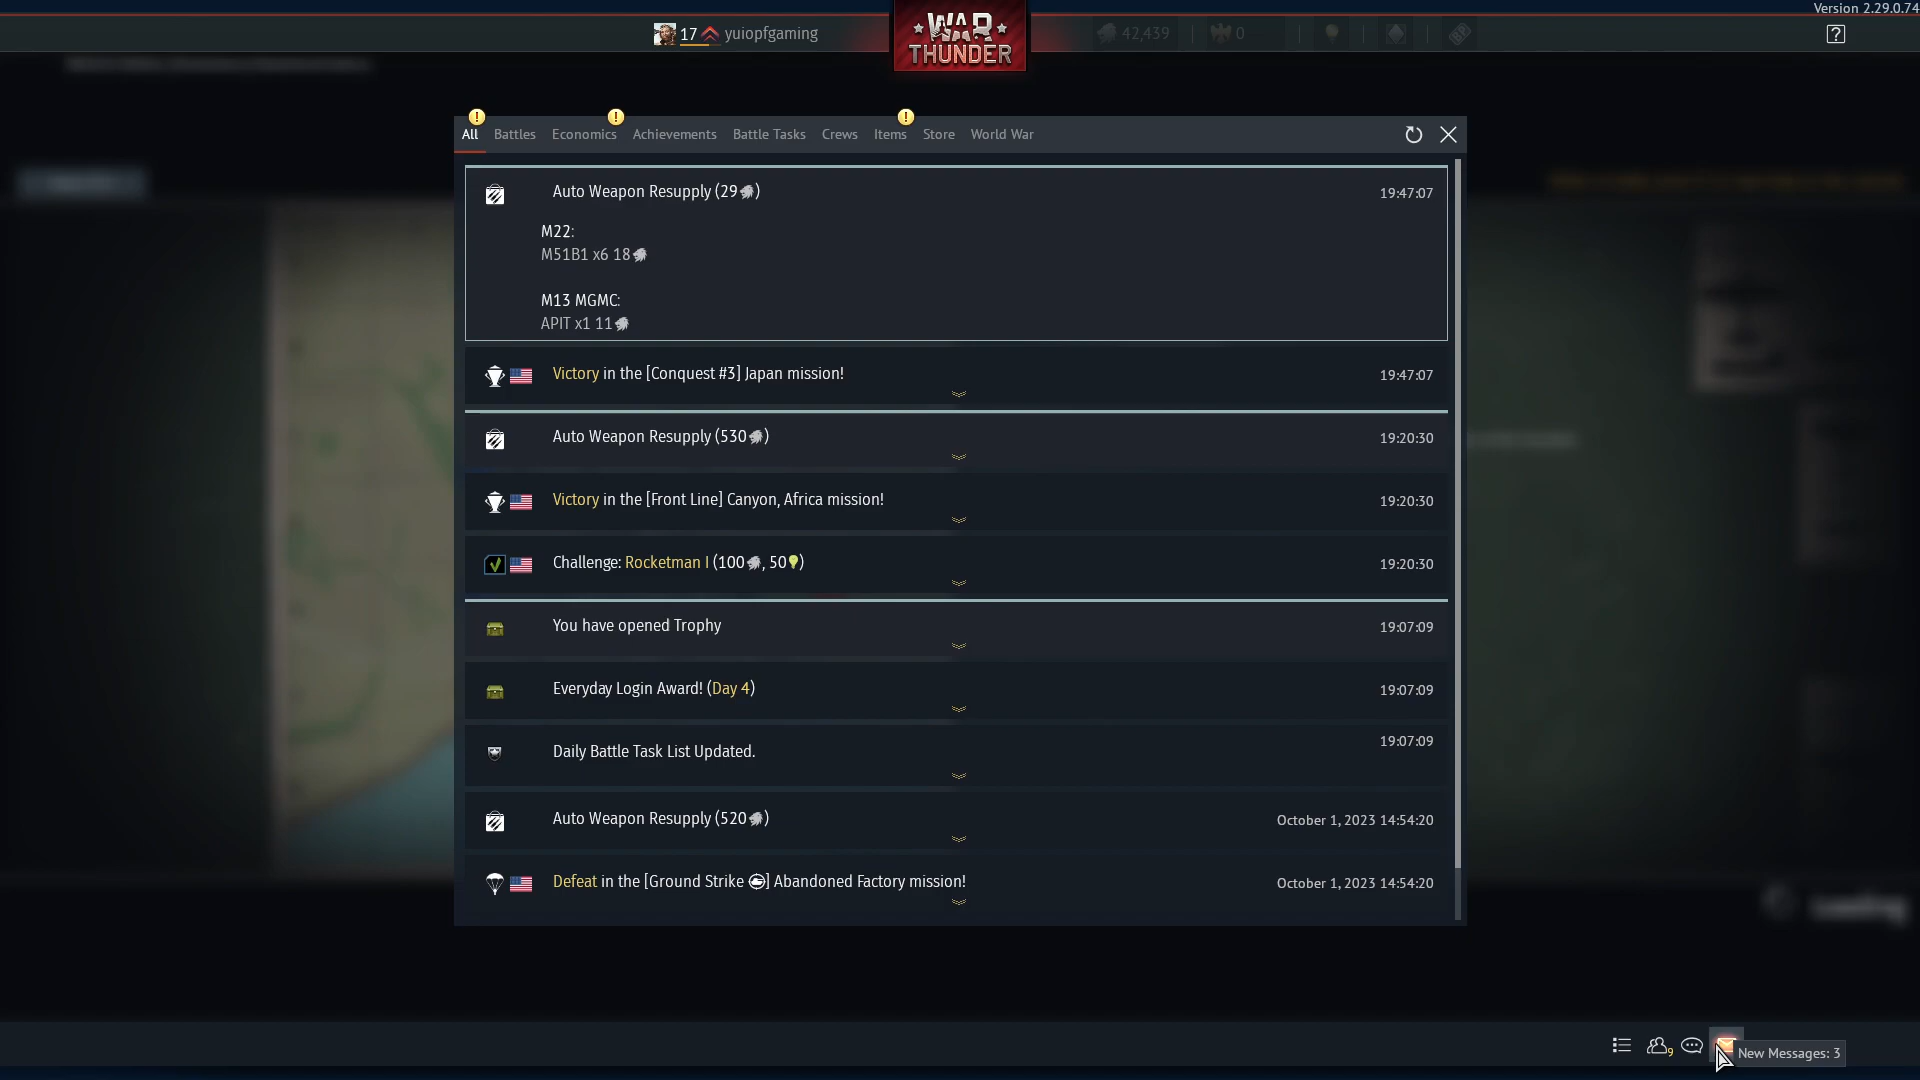 Version 2.29.0.74
17 yuiopfgaming
WAR THUNDER
42,439
0
?
All Battles Economics Achievements Battle Tasks Crews Items Store World War
Auto Weapon Resupply (29) 19:47:07
M22:
M51B1 x6 18
M13 MGMC:
APIT x1 11
Victory in the [Conquest #3] Japan mission! 19:47:07
Auto Weapon Resupply (530) 19:20:30
Victory in the [Front Line] Canyon, Africa mission! 19:20:30
Challenge: Rocketman I (100, 50) 19:20:30
You have opened Trophy 19:07:09
Everyday Login Award! (Day 4) 19:07:09
Daily Battle Task List Updated. 19:07:09
Auto Weapon Resupply (520) October 1, 2023 14:54:20
Defeat in the [Ground Strike] Abandoned Factory mission! October 1, 2023 14:54:20
Loading
9
New Messages: 3